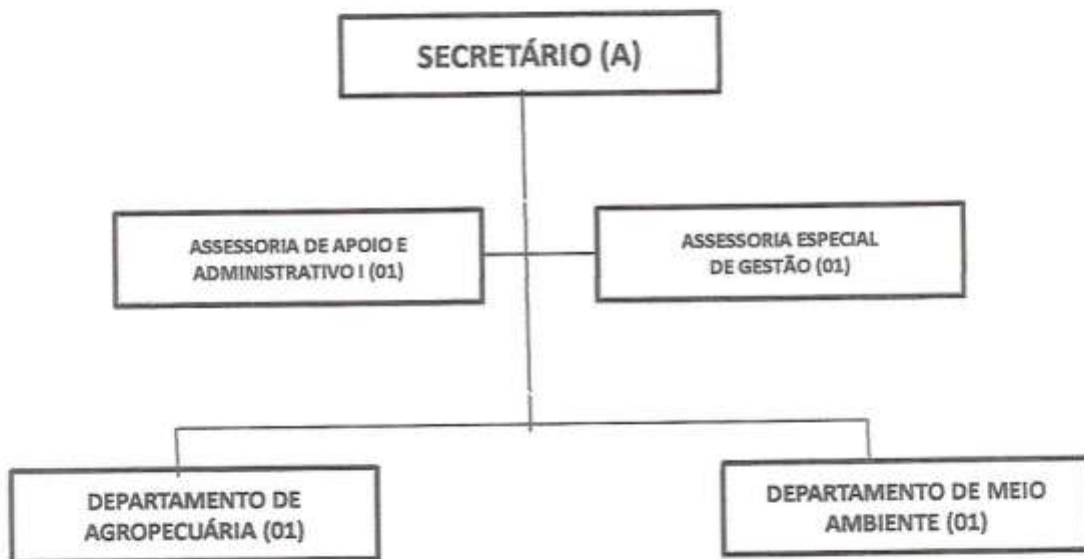 SECRETÁRIO (A)
ASSESSORIA DE APOIO E
ADMINISTRATIVO I (01)
ASSESSORIA ESPECIAL
DE GESTÃO (01)
DEPARTAMENTO DE
AGROPECUÁRIA (01)
DEPARTAMENTO DE MEIO
AMBIENTE (01)